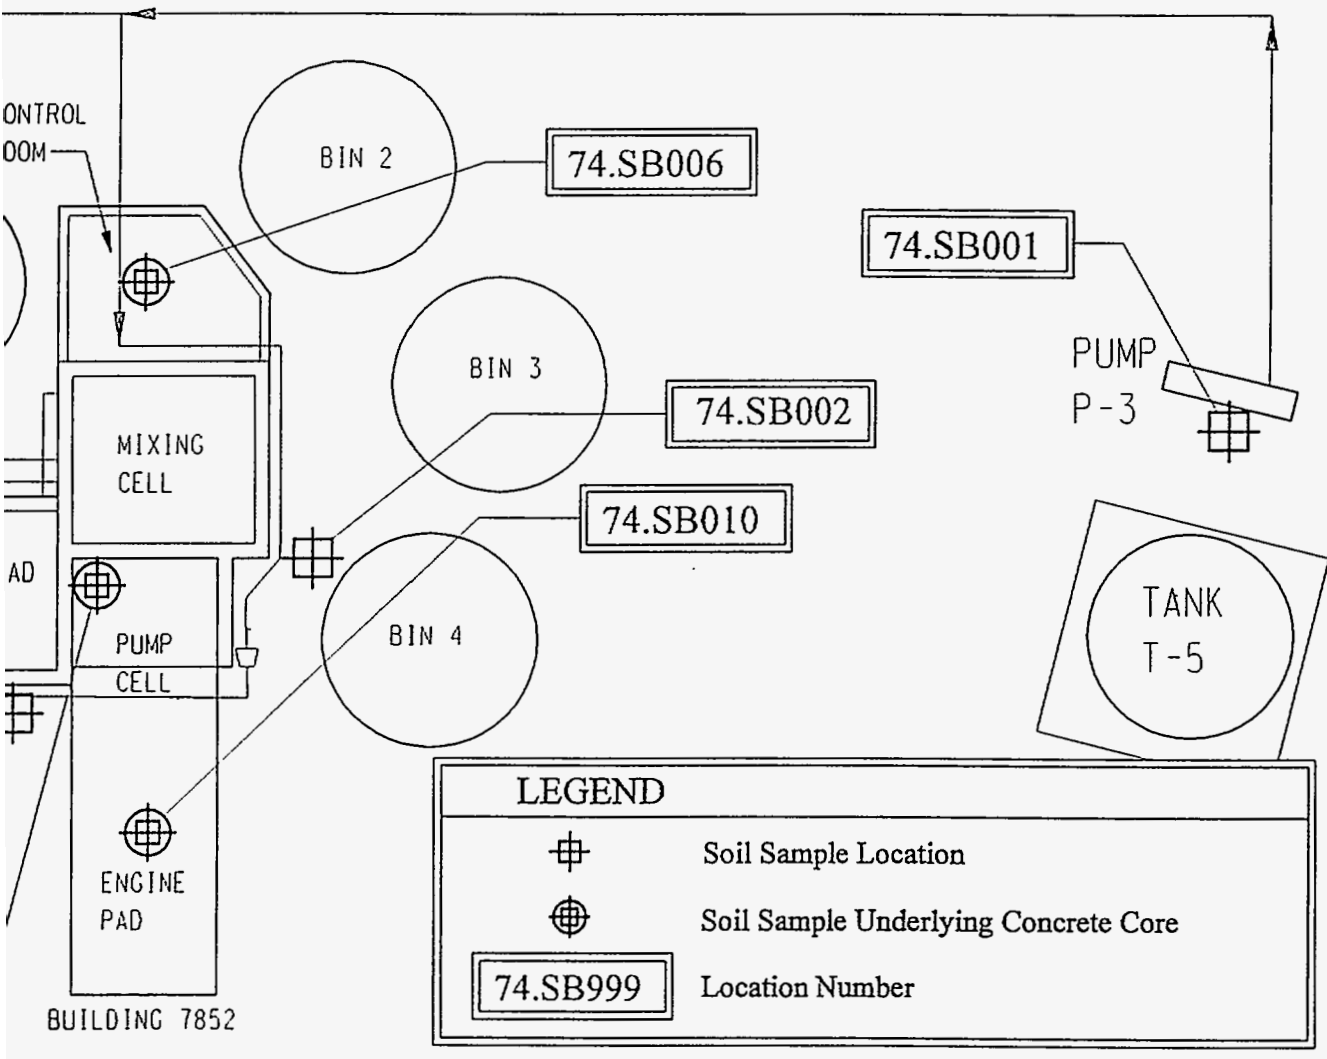 ONTROL
OOM
BIN 2
74.SB006
74.SB001
BIN 3
PUMP
P-3
74.SB002
MIXING
CELL
74.SB010
AD
TANK
T-5
BIN 4
PUMP
CELL
LEGEND
Soil Sample Location
ENGINE
PAD
Soil Sample Underlying Concrete Core
74.SB999 Location Number
BUILDING 7852